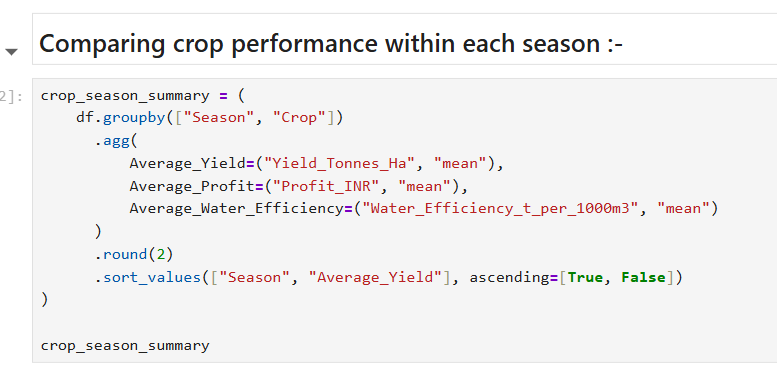 Comparing crop performance within each season :-
2]:
crop_season_summary = (
    df.groupby(["Season", "Crop"])
      .agg(
          Average_Yield=("Yield_Tonnes_Ha", "mean"),
          Average_Profit=("Profit_INR", "mean"),
          Average_Water_Efficiency=("Water_Efficiency_t_per_1000m3", "mean")
      )
      .round(2)
      .sort_values(["Season", "Average_Yield"], ascending=[True, False])
)
crop_season_summary